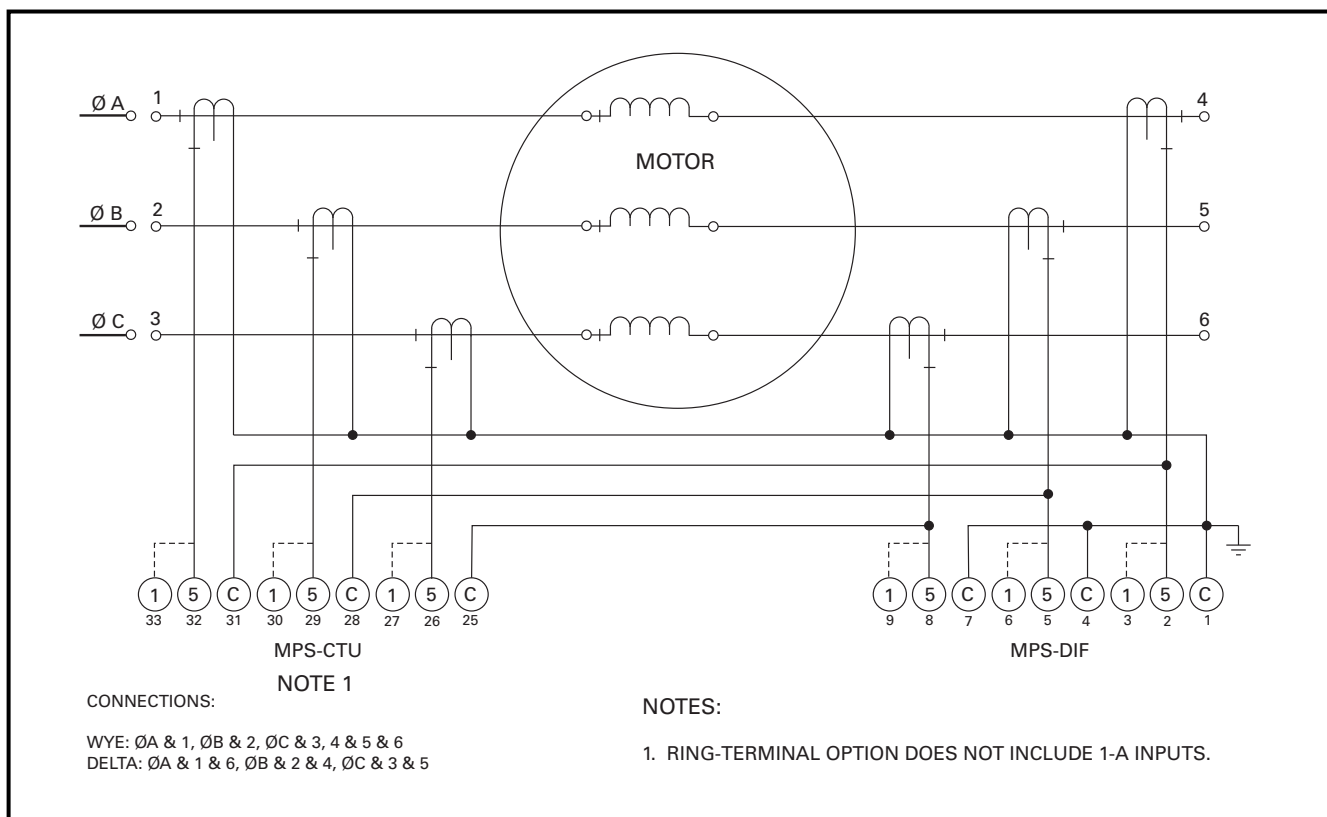 Ø A 1 4
MOTOR
Ø B 2 5
Ø C 3 6
1 5 C 1 5 C 1 5 C 1 5 C 1 5 C 1 5 C
33 32 31 30 29 28 27 26 25 9 8 7 6 5 4 3 2 1
MPS-CTU MPS-DIF
NOTE 1
CONNECTIONS:
WYE: ØA & 1, ØB & 2, ØC & 3, 4 & 5 & 6
DELTA: ØA & 1 & 6, ØB & 2 & 4, ØC & 3 & 5
NOTES:
1. RING-TERMINAL OPTION DOES NOT INCLUDE 1-A INPUTS.